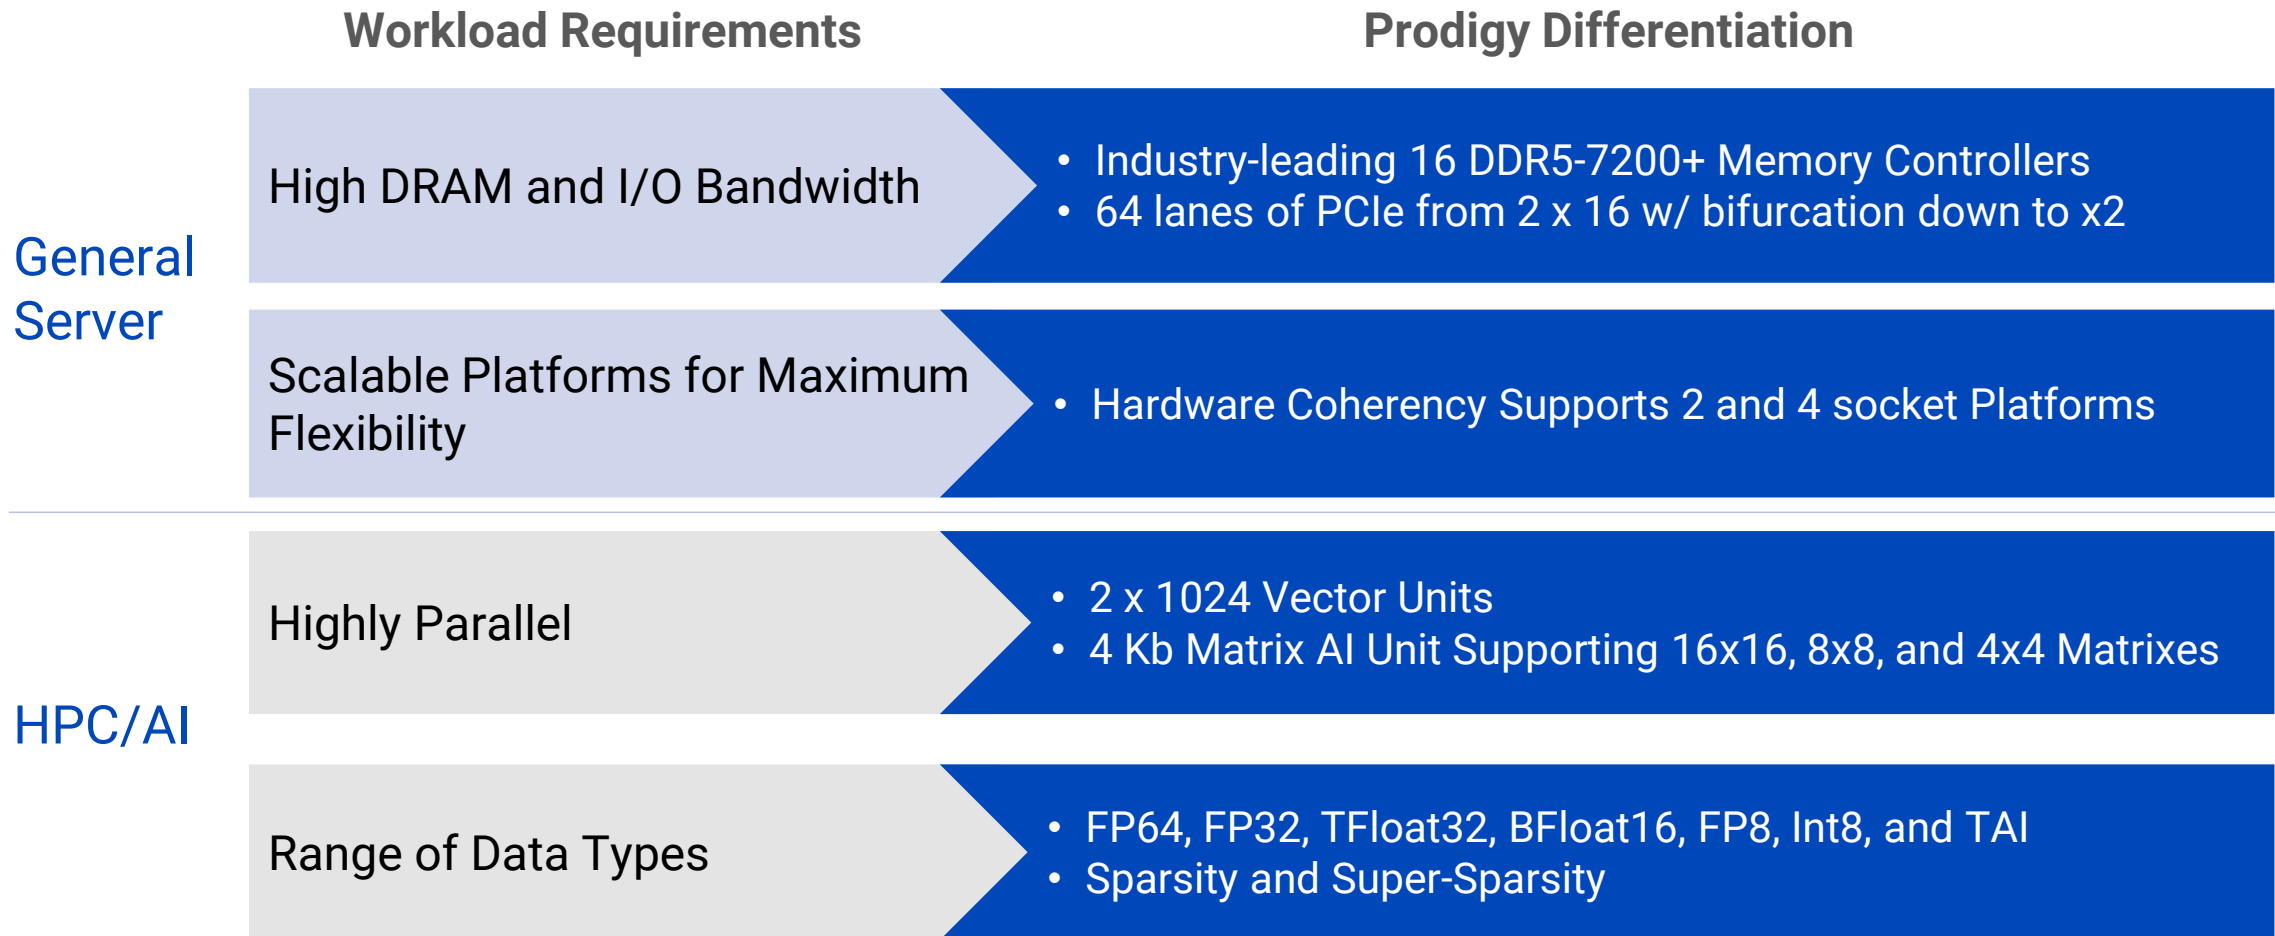 Workload Requirements
Prodigy Differentiation
General
Server
High DRAM and I/O Bandwidth
• Industry-leading 16 DDR5-7200+ Memory Controllers
• 64 lanes of PCIe from 2 x 16 w/ bifurcation down to x2
Scalable Platforms for Maximum
Flexibility
• Hardware Coherency Supports 2 and 4 socket Platforms
HPC/AI
Highly Parallel
• 2 x 1024 Vector Units
• 4 Kb Matrix AI Unit Supporting 16x16, 8x8, and 4x4 Matrixes
Range of Data Types
• FP64, FP32, TFloat32, BFloat16, FP8, Int8, and TAI
• Sparsity and Super-Sparsity